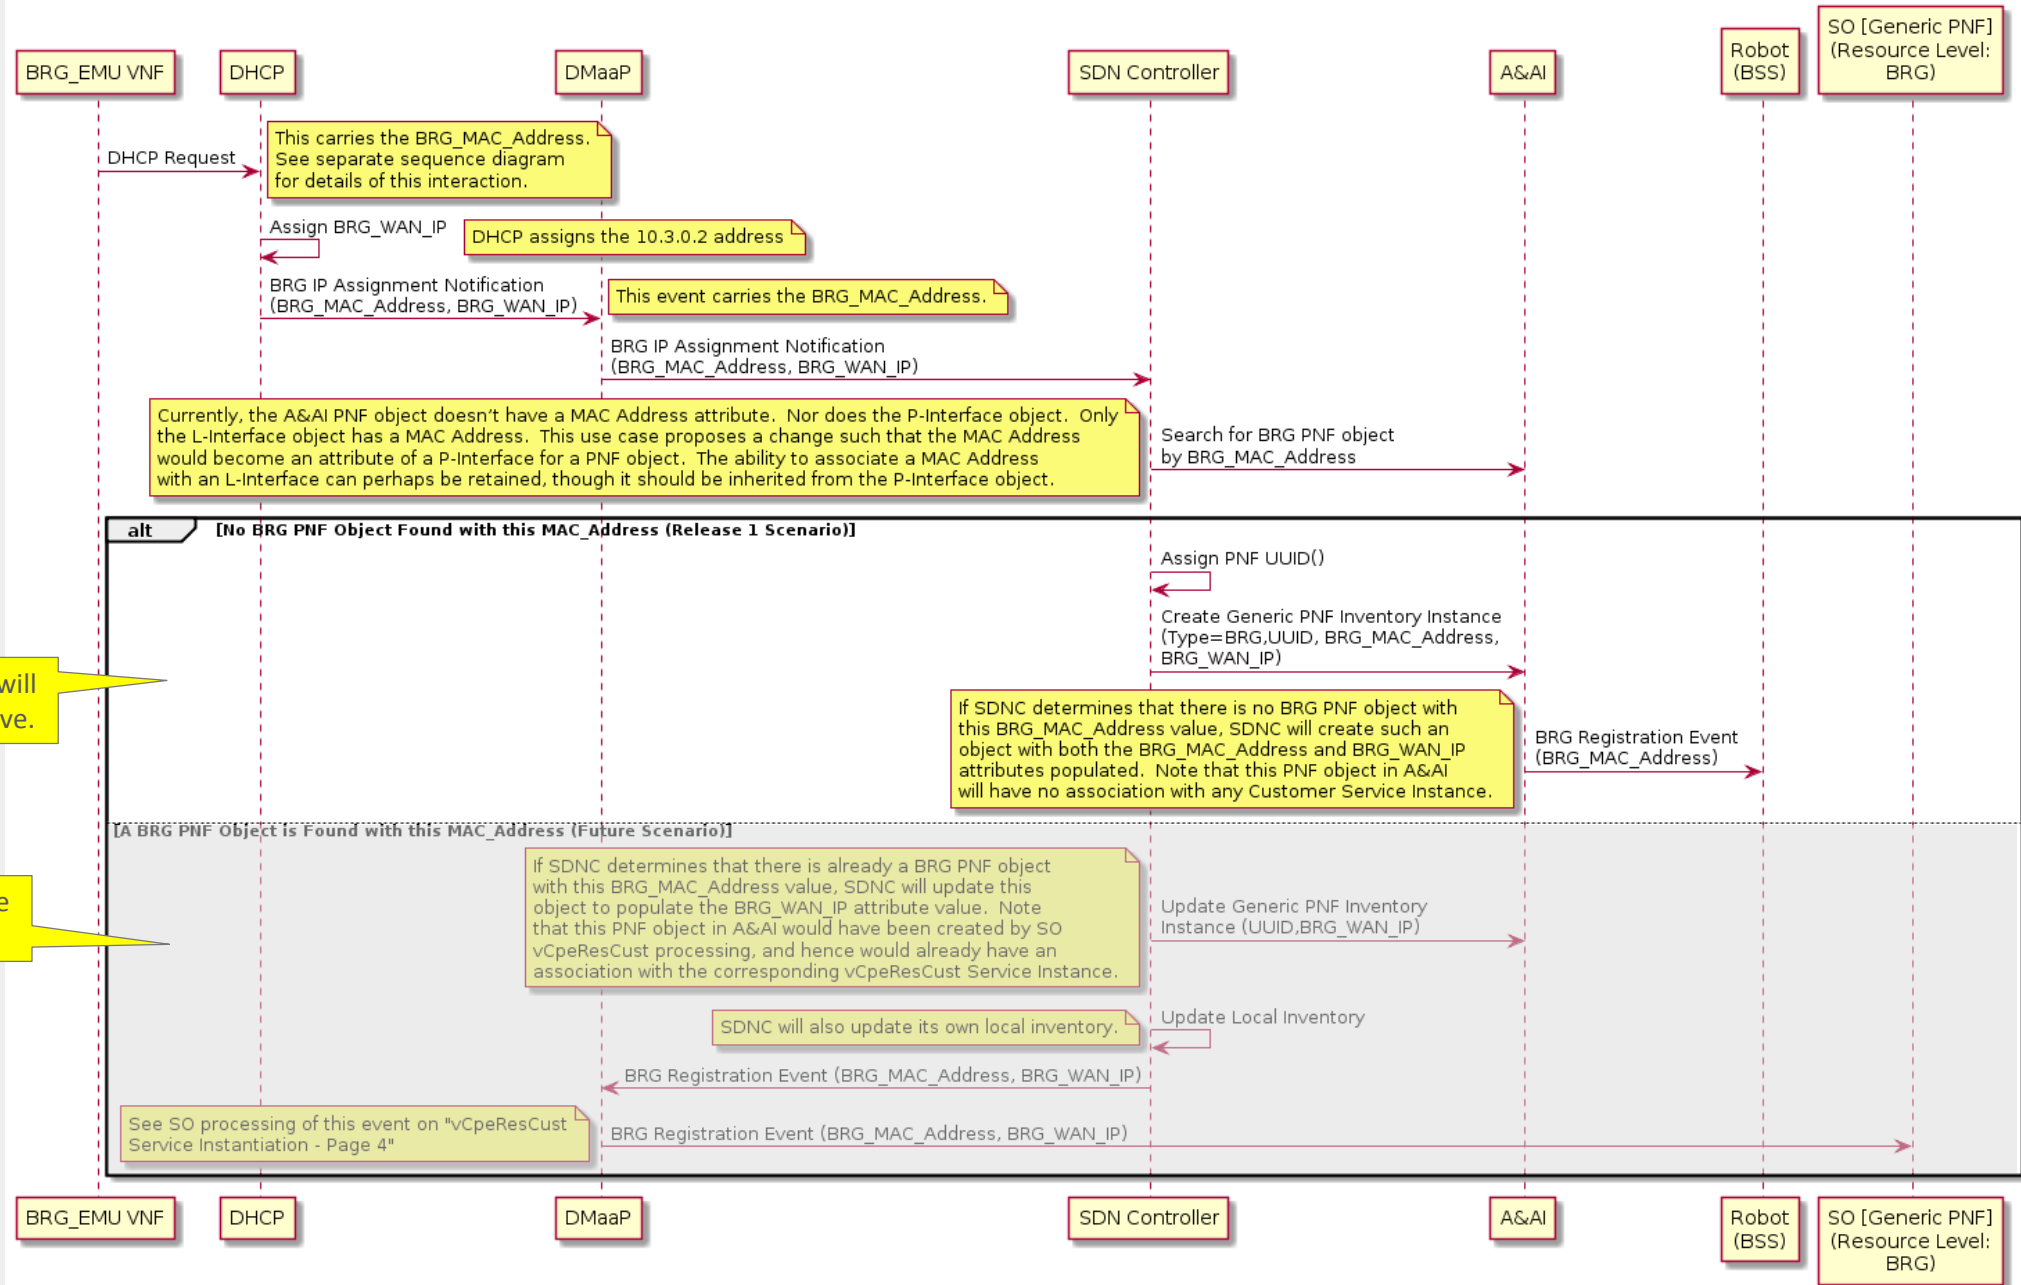 BRG_EMU VNF
DHCP
DMaaP
SDN Controller
A&AI
Robot
(BSS)
SO [Generic PNF]
(Resource Level:
BRG)
DHCP Request
This carries the BRG_MAC_Address.
See separate sequence diagram
for details of this interaction.
Assign BRG_WAN_IP
DHCP assigns the 10.3.0.2 address
BRG IP Assignment Notification
(BRG_MAC_Address, BRG_WAN_IP)
This event carries the BRG_MAC_Address.
BRG IP Assignment Notification
(BRG_MAC_Address, BRG_WAN_IP)
Currently, the A&AI PNF object doesn’t have a MAC Address attribute.  Nor does the P-Interface object.  Only
the L-Interface object has a MAC Address.  This use case proposes a change such that the MAC Address
would become an attribute of a P-Interface for a PNF object.  The ability to associate a MAC Address
with an L-Interface can perhaps be retained, though it should be inherited from the P-Interface object.
Search for BRG PNF object
by BRG_MAC_Address
alt
[No BRG PNF Object Found with this MAC_Address (Release 1 Scenario)]
Assign PNF UUID()
Create Generic PNF Inventory Instance
(Type=BRG,UUID, BRG_MAC_Address,
BRG_WAN_IP)
will
ve.
If SDNC determines that there is no BRG PNF object with
this BRG_MAC_Address value, SDNC will create such an
object with both the BRG_MAC_Address and BRG_WAN_IP
attributes populated.  Note that this PNF object in A&AI
will have no association with any Customer Service Instance.
BRG Registration Event
(BRG_MAC_Address)
[A BRG PNF Object is Found with this MAC_Address (Future Scenario)]
e
If SDNC determines that there is already a BRG PNF object
with this BRG_MAC_Address value, SDNC will update this
object to populate the BRG_WAN_IP attribute value.  Note
that this PNF object in A&AI would have been created by SO
vCpeResCust processing, and hence would already have an
association with the corresponding vCpeResCust Service Instance.
Update Generic PNF Inventory
Instance (UUID,BRG_WAN_IP)
SDNC will also update its own local inventory.
Update Local Inventory
BRG Registration Event (BRG_MAC_Address, BRG_WAN_IP)
See SO processing of this event on "vCpeResCust
Service Instantiation - Page 4"
BRG Registration Event (BRG_MAC_Address, BRG_WAN_IP)
BRG_EMU VNF
DHCP
DMaaP
SDN Controller
A&AI
Robot
(BSS)
SO [Generic PNF]
(Resource Level:
BRG)